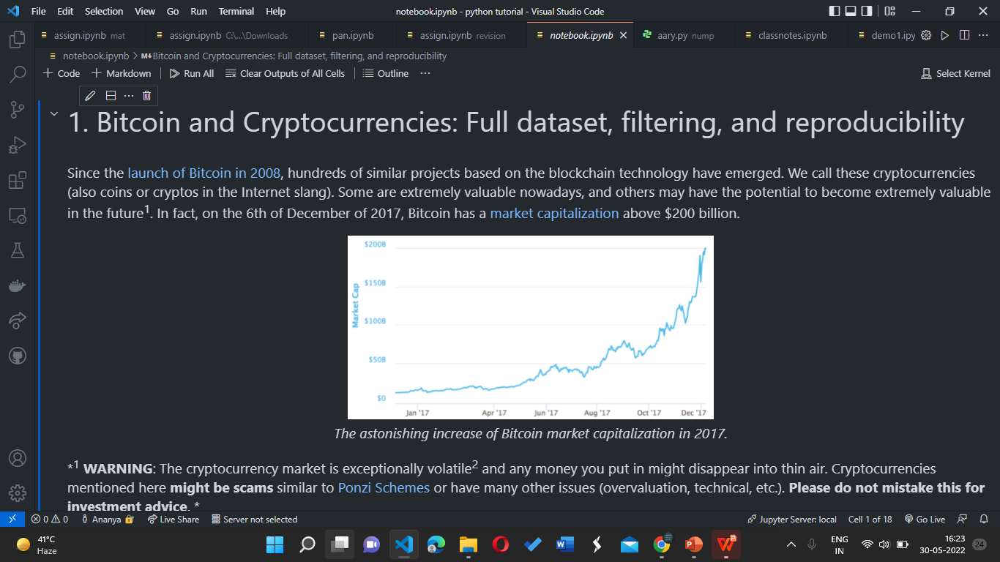 File Edit Selection View Go Run Terminal Help notebook.ipynb - python tutorial - Visual Studio Code
assign.ipynb mat assign.ipynb C:\...\Downloads pan.ipynb assign.ipynb revision notebook.ipynb aary.py nump classnotes.ipynb demo1.ipy
notebook.ipynb > M↓Bitcoin and Cryptocurrencies: Full dataset, filtering, and reproducibility
+ Code + Markdown Run All Clear Outputs of All Cells Outline ··· Select Kernel
1. Bitcoin and Cryptocurrencies: Full dataset, filtering, and reproducibility
Since the launch of Bitcoin in 2008, hundreds of similar projects based on the blockchain technology have emerged. We call these cryptocurrencies
(also coins or cryptos in the Internet slang). Some are extremely valuable nowadays, and others may have the potential to become extremely valuable
in the future¹. In fact, on the 6th of December of 2017, Bitcoin has a market capitalization above $200 billion.
$200B
$150B
Market Cap
$100B
$50B
$0
Jan '17 Apr '17 Jun '17 Aug '17 Oct '17 Dec '17
The astonishing increase of Bitcoin market capitalization in 2017.
*¹ WARNING: The cryptocurrency market is exceptionally volatile² and any money you put in might disappear into thin air. Cryptocurrencies
mentioned here might be scams similar to Ponzi Schemes or have many other issues (overvaluation, technical, etc.). Please do not mistake this for
investment advice. *
0 0 Ananya Live Share Server not selected Jupyter Server: local Cell 1 of 18 Go Live
41°C
Haze
ENG
IN
16:23
30-05-2022
24